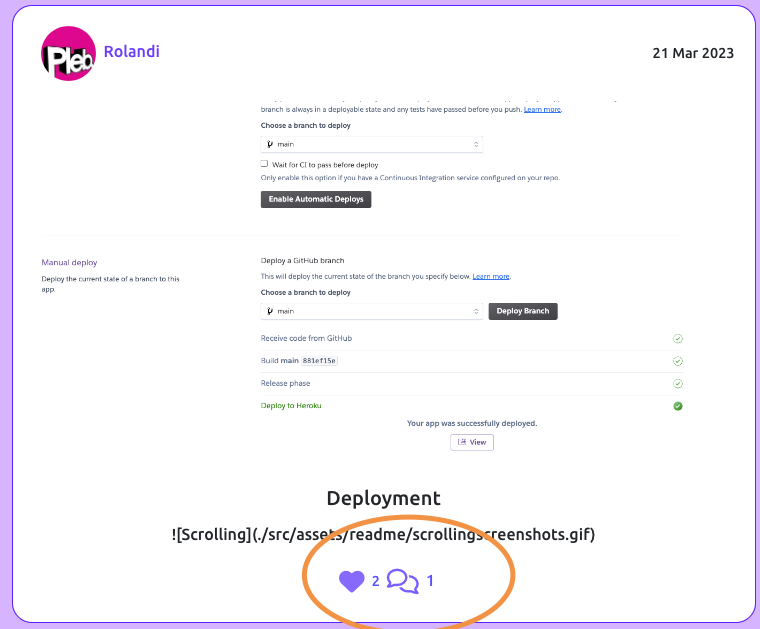 Pleb
Rolandi
21 Mar 2023
branch is always in a deployable state and any tests have passed before you push. Learn more.
Choose a branch to deploy
main
Wait for CI to pass before deploy
Only enable this option if you have a Continuous Integration service configured on your repo.
Enable Automatic Deploys
Manual deploy
Deploy the current state of a branch to this
app.
Deploy a GitHub branch
This will deploy the current state of the branch you specify below. Learn more.
Choose a branch to deploy
main
Deploy Branch
Receive code from GitHub
Build main 881ef15e
Release phase
Deploy to Heroku
Your app was successfully deployed.
View
Deployment
![Scrolling](./src/assets/readme/scrollingscreenshots.gif)
2 1